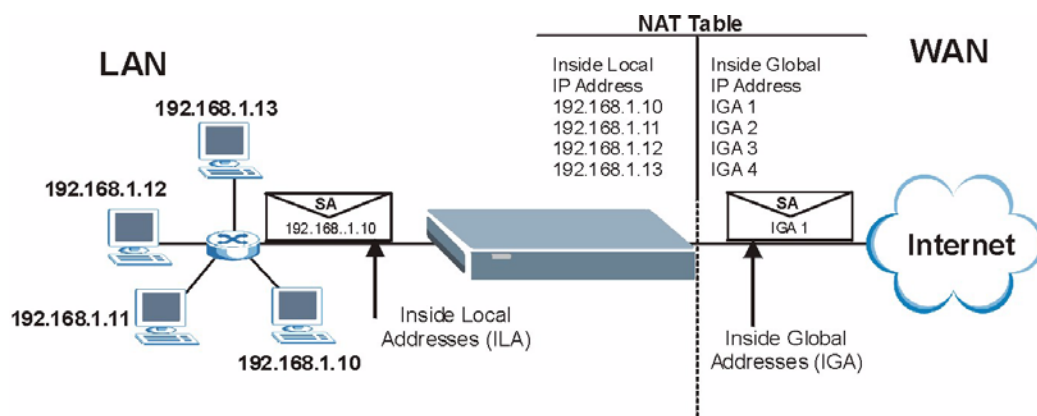 NAT Table
LAN
WAN
Inside Local
IP Address
192.168.1.10
192.168.1.11
192.168.1.12
192.168.1.13
Inside Global
IP Address
IGA 1
IGA 2
IGA 3
IGA 4
192.168.1.13
192.168.1.12
192.168.1.11
192.168.1.10
SA
192.168..1.10
SA
IGA 1
Internet
Inside Local
Addresses (ILA)
Inside Global
Addresses (IGA)